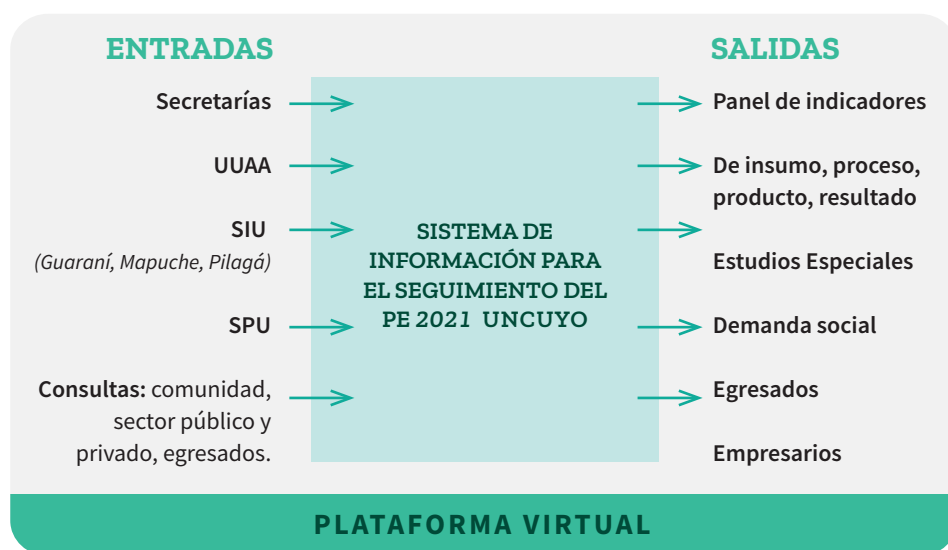 ENTRADAS
Secretarías
UUAA
SIU
(Guaraní, Mapuche, Pilagá)
SPU
Consultas: comunidad,
sector público y
privado, egresados.
SISTEMA DE
INFORMACIÓN PARA
EL SEGUIMIENTO DEL
PE 2021 UNCUYO
SALIDAS
Panel de indicadores
De insumo, proceso,
producto, resultado
Estudios Especiales
Demanda social
Egresados
Empresarios
PLATAFORMA VIRTUAL